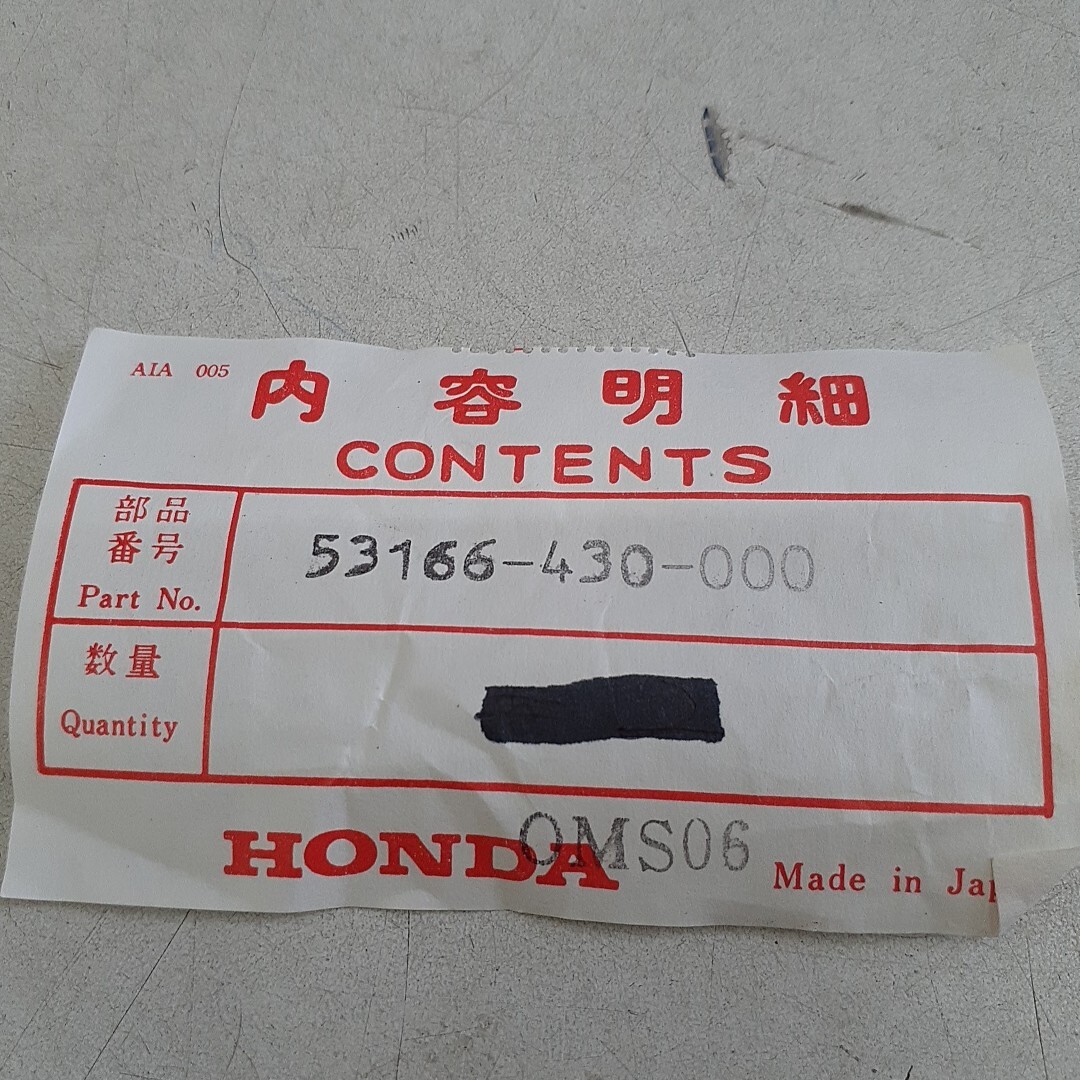 AIA 005
内容明細
CONTENTS
部品
番号
Part No.
53166-430-000
数量
Quantity
HONDA
OMS06
Made in